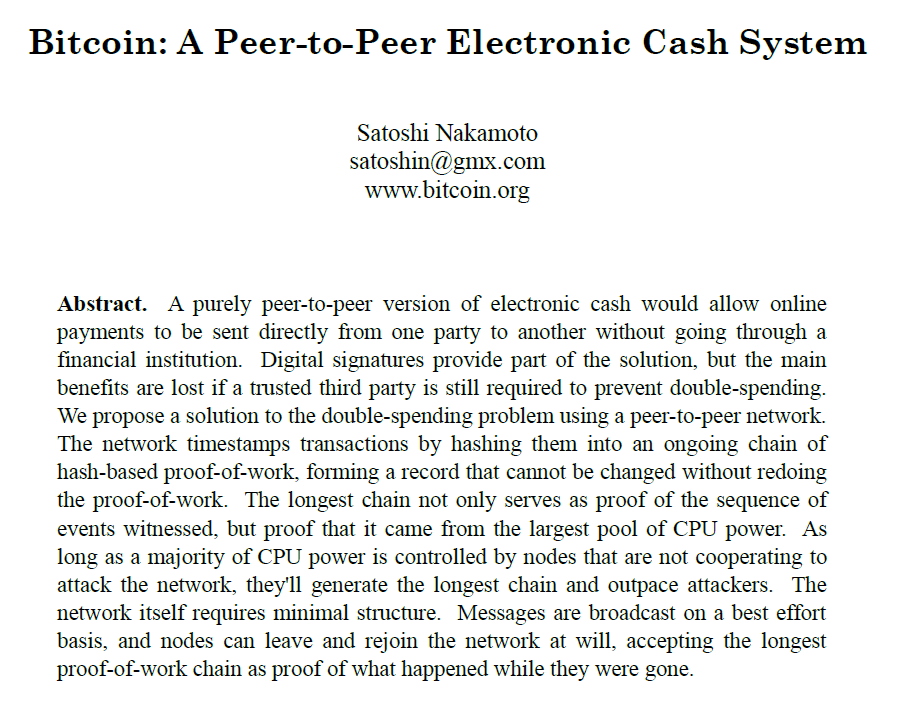 Bitcoin: A Peer-to-Peer Electronic Cash System
Satoshi Nakamoto
satoshin@gmx.com
www.bitcoin.org
Abstract. A purely peer-to-peer version of electronic cash would allow online
payments to be sent directly from one party to another without going through a
financial institution. Digital signatures provide part of the solution, but the main
benefits are lost if a trusted third party is still required to prevent double-spending.
We propose a solution to the double-spending problem using a peer-to-peer network.
The network timestamps transactions by hashing them into an ongoing chain of
hash-based proof-of-work, forming a record that cannot be changed without redoing
the proof-of-work. The longest chain not only serves as proof of the sequence of
events witnessed, but proof that it came from the largest pool of CPU power. As
long as a majority of CPU power is controlled by nodes that are not cooperating to
attack the network, they'll generate the longest chain and outpace attackers. The
network itself requires minimal structure. Messages are broadcast on a best effort
basis, and nodes can leave and rejoin the network at will, accepting the longest
proof-of-work chain as proof of what happened while they were gone.